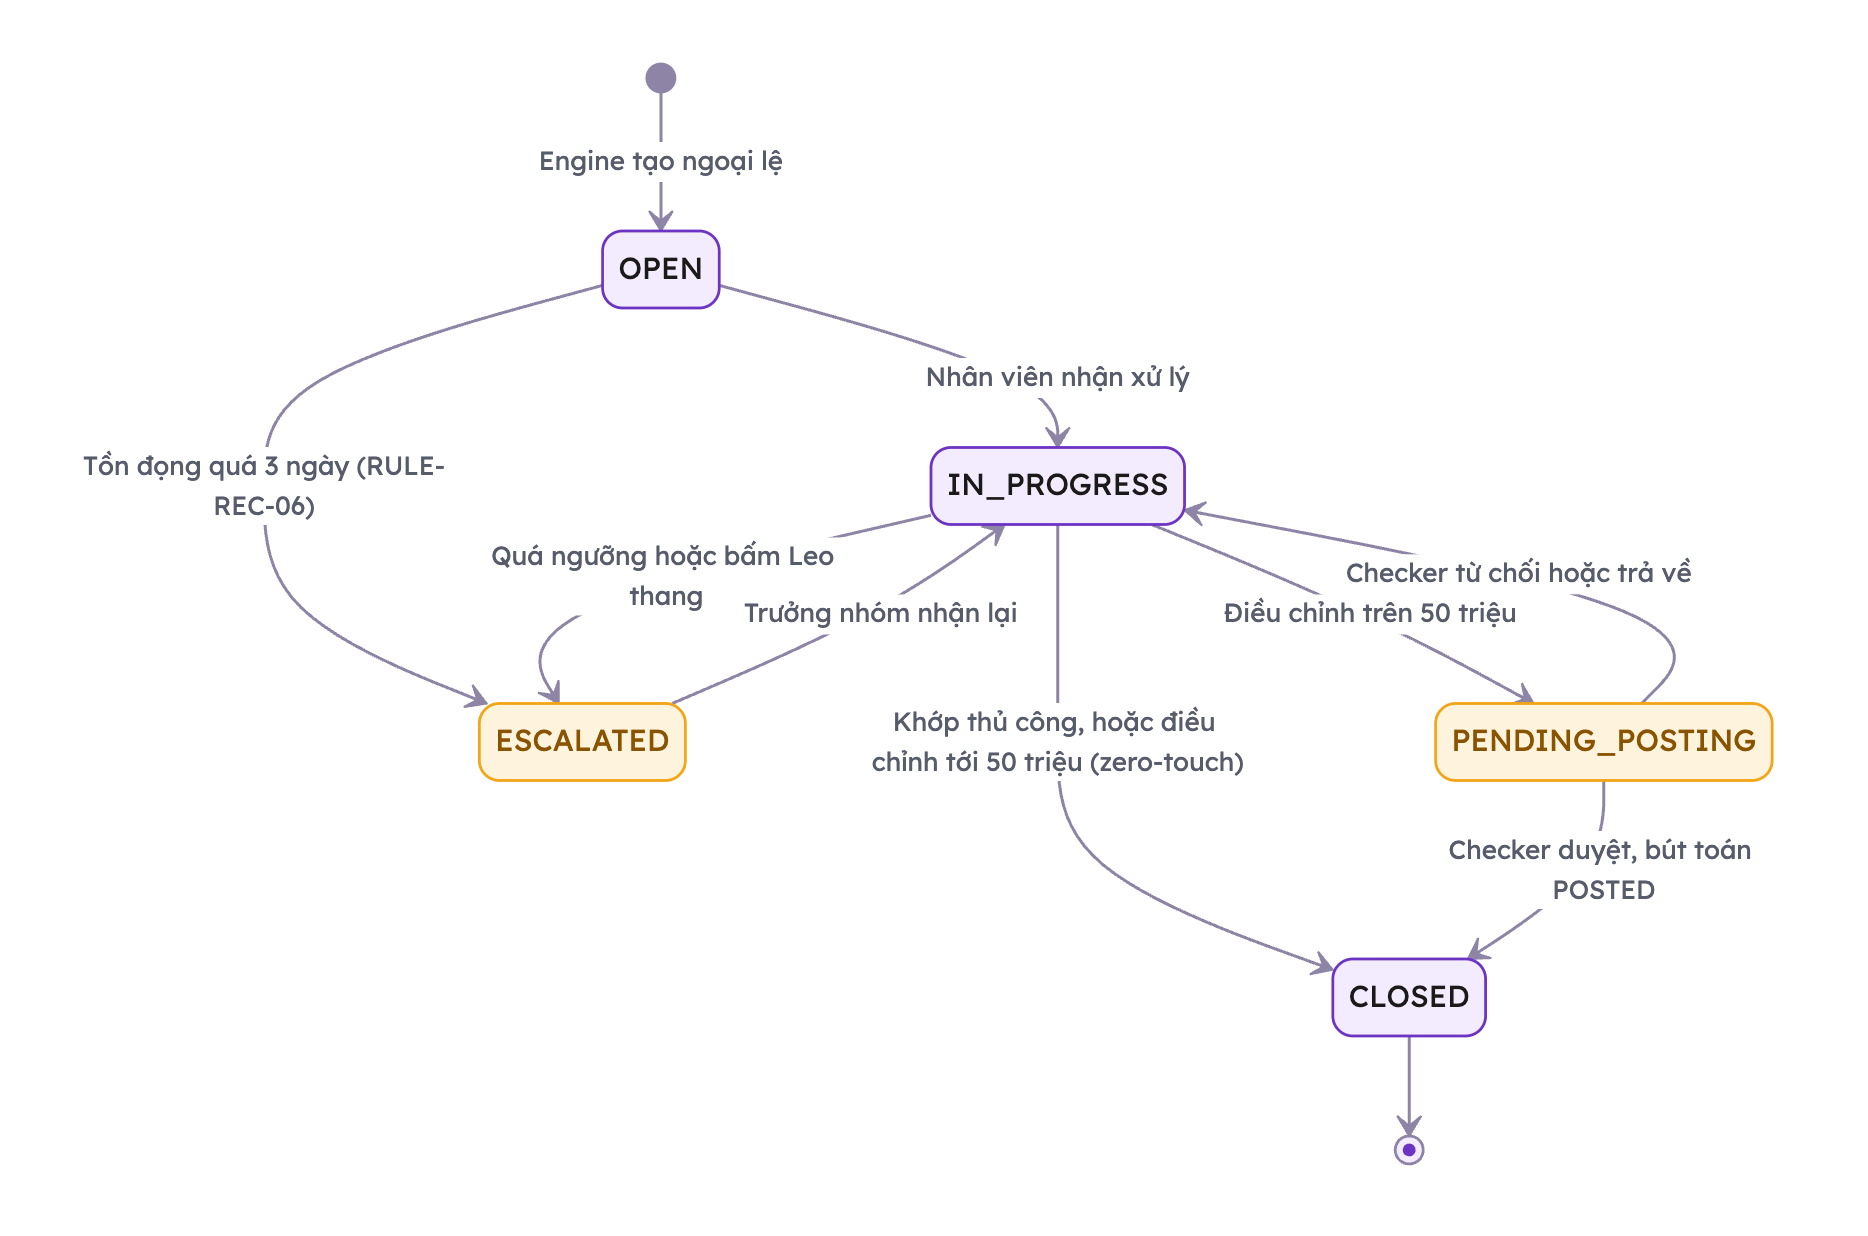 Engine tạo ngoại lệ
OPEN
Nhân viên nhận xử lý
Tồn đọng quá 3 ngày (RULE-
REC-06)
IN_PROGRESS
Quá ngưỡng hoặc bấm Leo
thang
Trưởng nhóm nhận lại
Checker từ chối hoặc trả về
Điều chỉnh trên 50 triệu
Khớp thủ công, hoặc điều
chỉnh tới 50 triệu (zero-touch)
ESCALATED
PENDING_POSTING
Checker duyệt, bút toán
POSTED
CLOSED